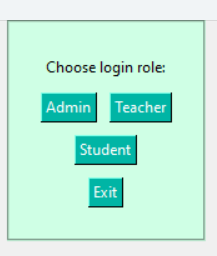 Choose login role:
Admin Teacher
Student
Exit